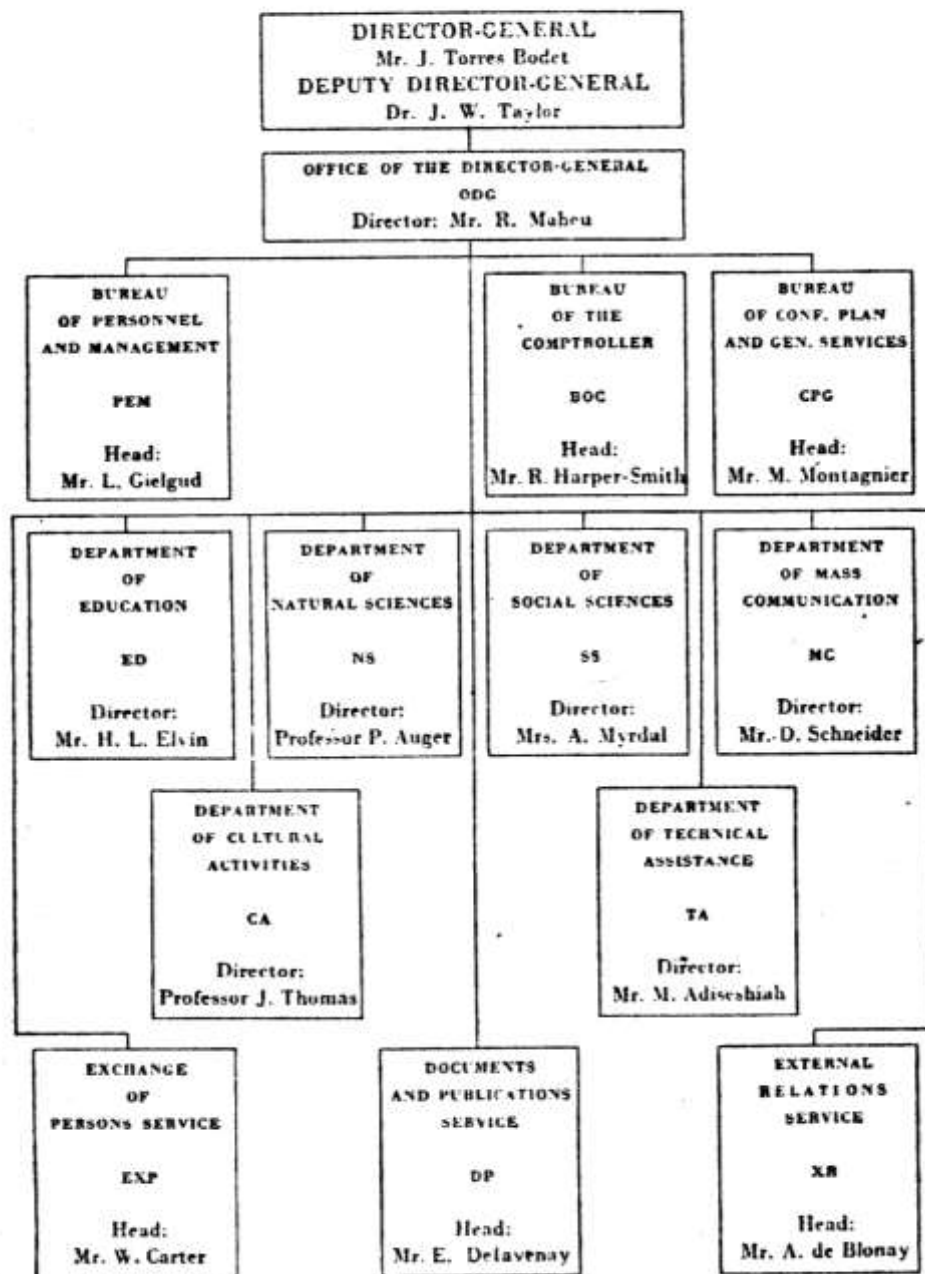 DIRECTOR-GENERAL
Mr. J. Torres Bodet
DEPUTY DIRECTOR-GENERAL
Dr. J. W. Taylor
OFFICE OF THE DIRECTOR-GENERAL
ODG
Director: Mr. R. Maheu
BUREAU
OF PERSONNEL
AND MANAGEMENT
PEM
Head:
Mr. L. Gielgud
BUREAU
OF THE
COMPTROLLER
BOC
Head:
Mr. R. Harper-Smith
BUREAU
OF CONF. PLAN
AND GEN. SERVICES
CPG
Head:
Mr. M. Montagnier
DEPARTMENT
OF
EDUCATION
ED
Director:
Mr. H. L. Elvin
DEPARTMENT
OF
NATURAL SCIENCES
NS
Director:
Professor P. Auger
DEPARTMENT
OF
SOCIAL SCIENCES
SS
Director:
Mrs. A. Myrdal
DEPARTMENT
OF MASS
COMMUNICATION
MC
Director:
Mr. D. Schneider
DEPARTMENT
OF CULTURAL
ACTIVITIES
CA
Director:
Professor J. Thomas
DEPARTMENT
OF TECHNICAL
ASSISTANCE
TA
Director:
Mr. M. Adiseshiah
EXCHANGE
OF
PERSONS SERVICE
EXP
Head:
Mr. W. Carter
DOCUMENTS
AND PUBLICATIONS
SERVICE
DP
Head:
Mr. E. Delavenay
EXTERNAL
RELATIONS
SERVICE
XR
Head:
Mr. A. de Blonay